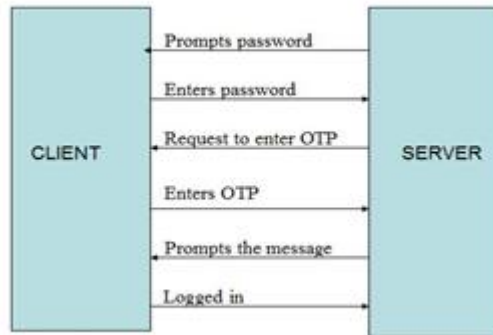 Prompts password
Enters password
Request to enter OTP
CLIENT
SERVER
Enters OTP
Prompts the message
Logged in